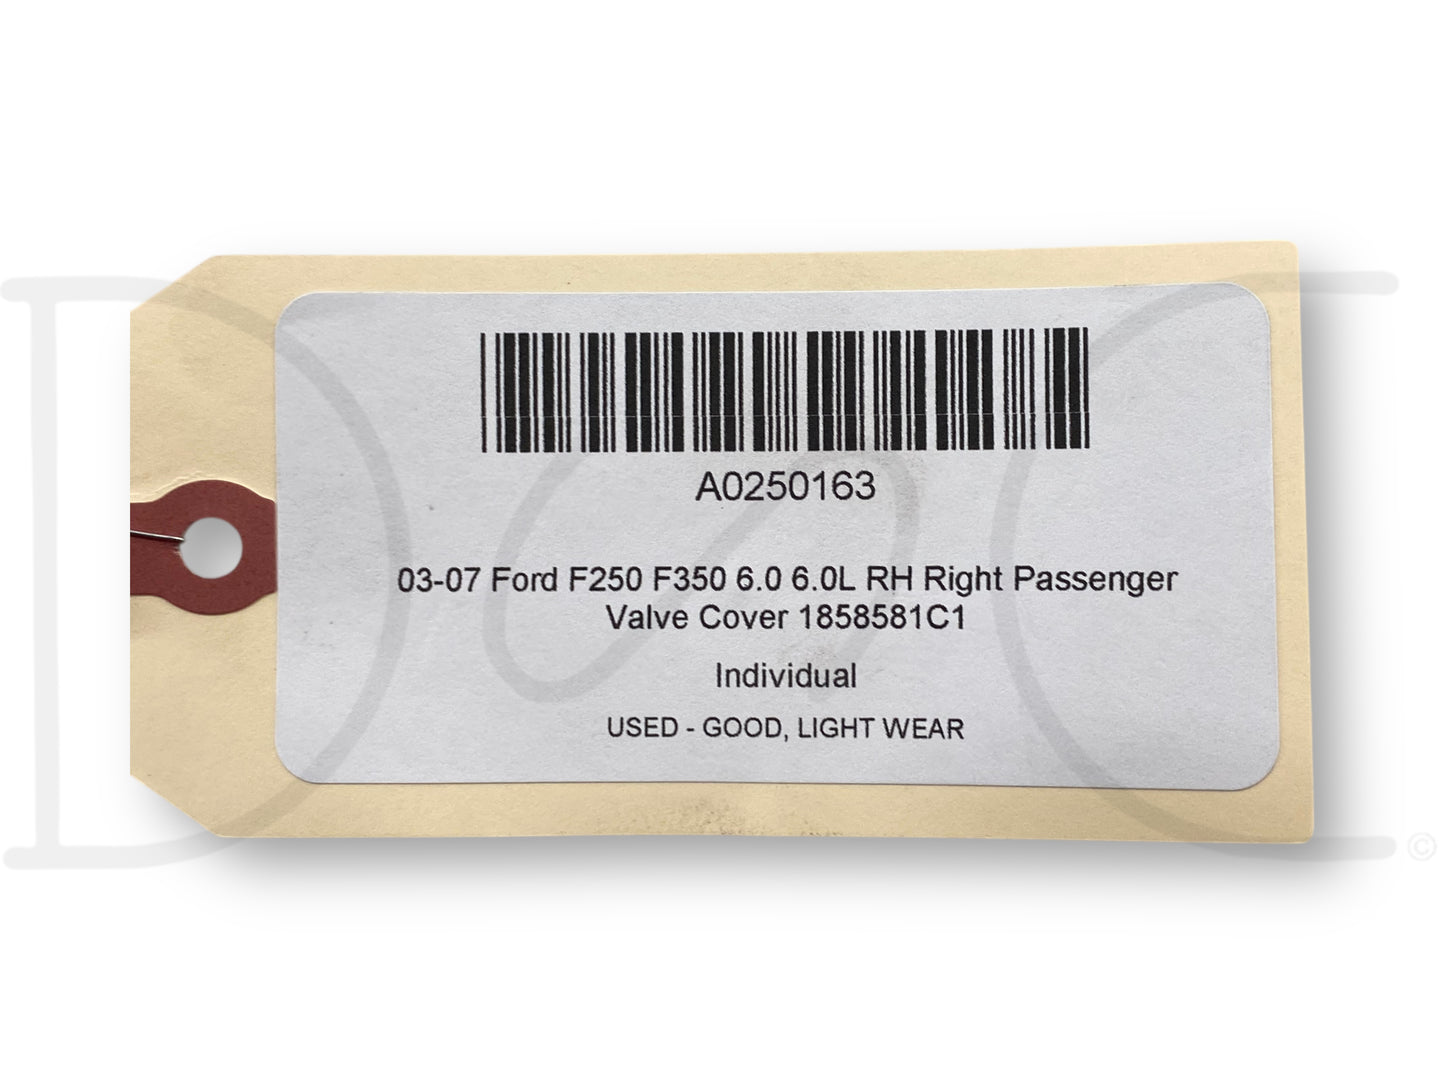 A0250163
03-07 Ford F250 F350 6.0 6.0L RH Right Passenger
Valve Cover 1858581C1
Individual
USED - GOOD, LIGHT WEAR
©